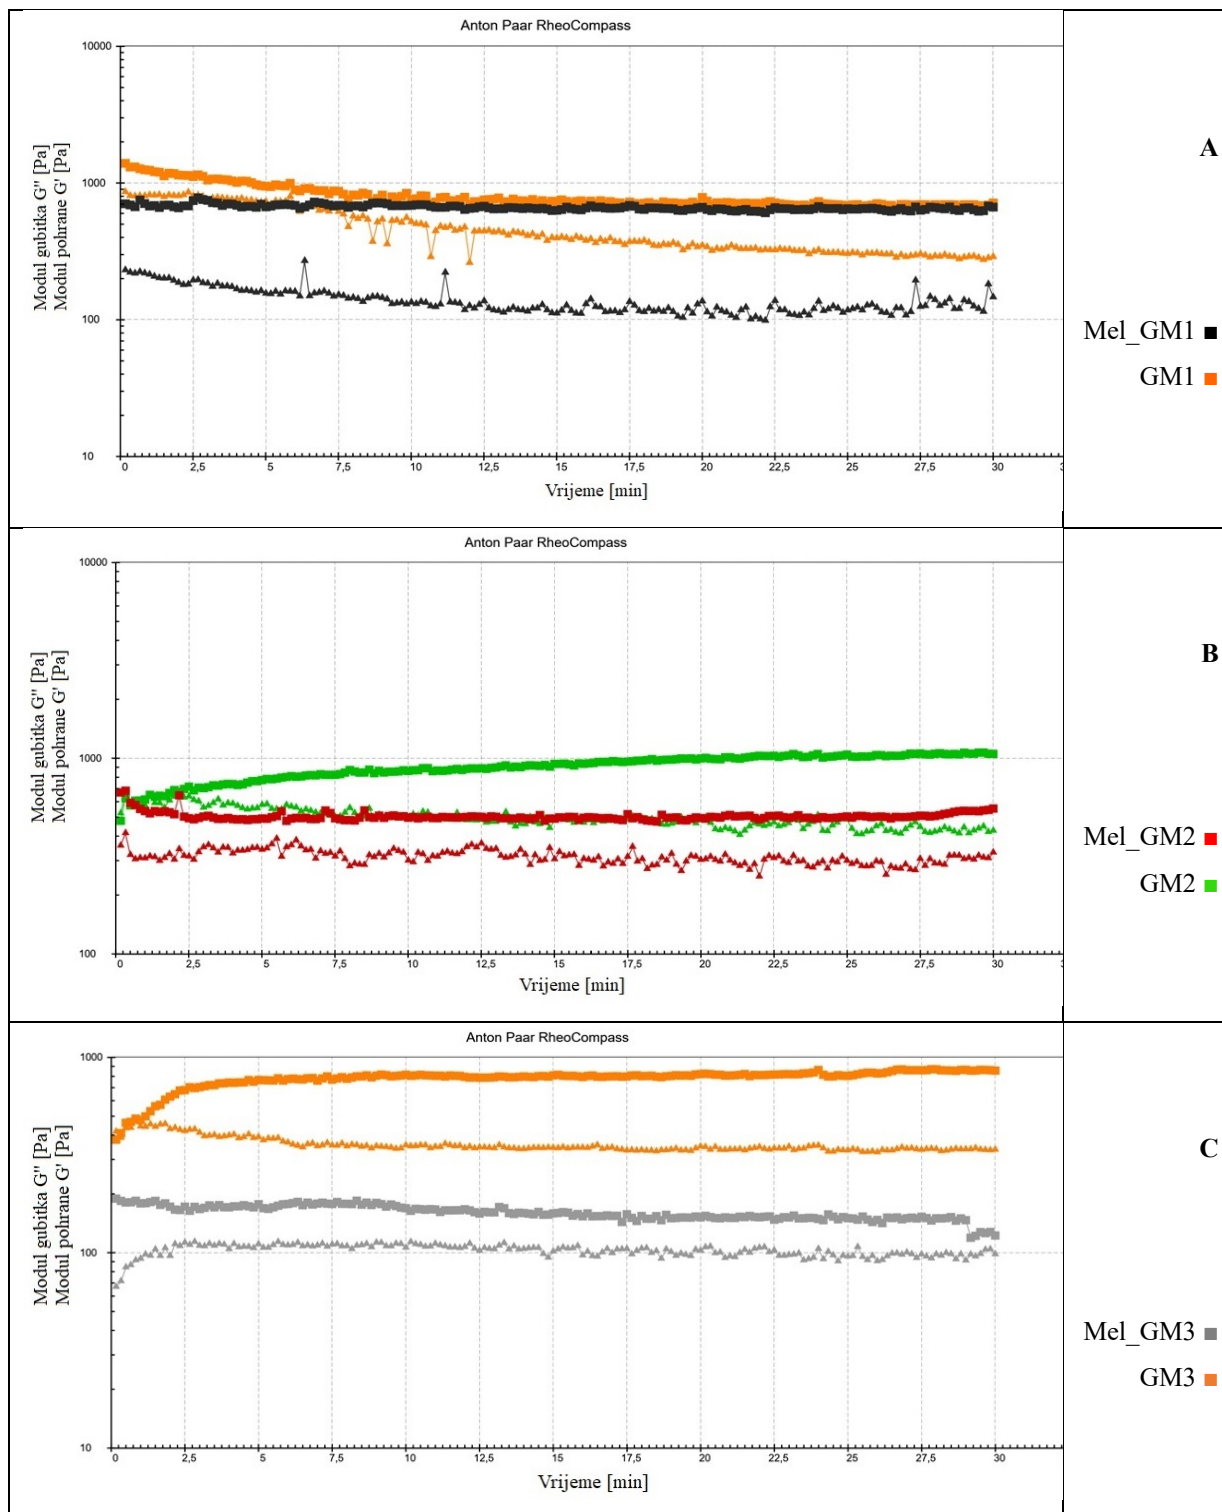 Anton Paar RheoCompass
A
Modul gubitka G'' [Pa]
Modul pohrane G' [Pa]
10000
1000
100
10
0 2,5 5 7,5 10 12,5 15 17,5 20 22,5 25 27,5 30
Vrijeme [min]
Mel_GM1
GM1
Anton Paar RheoCompass
B
Modul gubitka G'' [Pa]
Modul pohrane G' [Pa]
10000
1000
100
0 2,5 5 7,5 10 12,5 15 17,5 20 22,5 25 27,5 30
Vrijeme [min]
Mel_GM2
GM2
Anton Paar RheoCompass
C
Modul gubitka G'' [Pa]
Modul pohrane G' [Pa]
1000
100
10
0 2,5 5 7,5 10 12,5 15 17,5 20 22,5 25 27,5 30
Vrijeme [min]
Mel_GM3
GM3